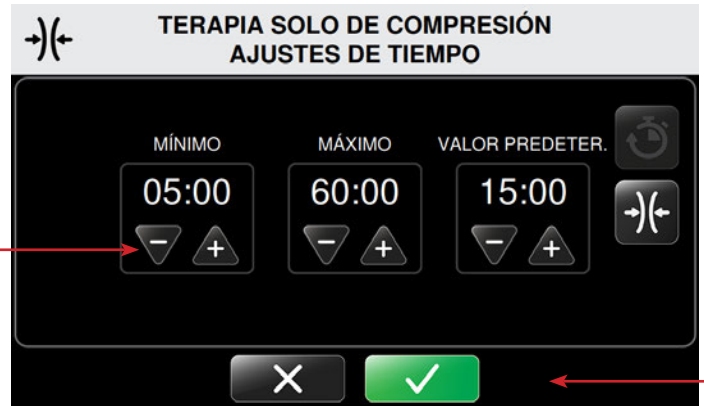 TERAPIA SOLO DE COMPRESIÓN
AJUSTES DE TIEMPO
MÍNIMO MÁXIMO VALOR PREDETER.
05:00 60:00 15:00